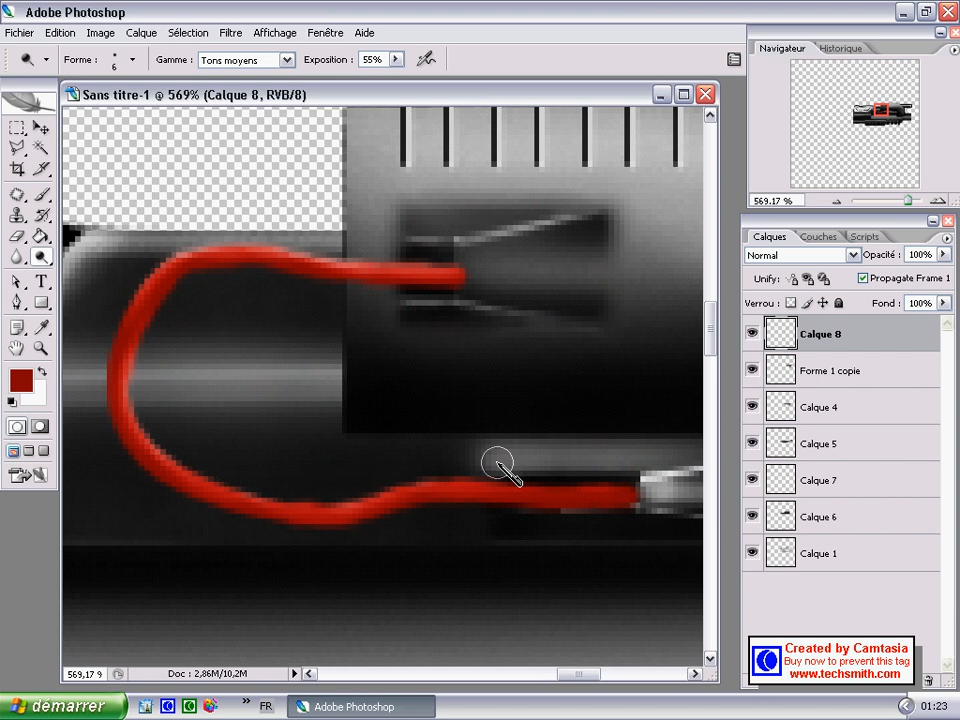 Adobe Photoshop
Fichier Edition Image Calque Sélection Filtre Affichage Fenêtre Aide
Forme : 6 Gamme : Tons moyens Exposition : 55%
Sans titre-1 @ 569% (Calque 8, RVB/8)
Navigateur Historique
569.17 %
Calques Couches Scripts
Normal Opacité : 100%
Unify: Propagate Frame 1
Verrou : Fond : 100%
Calque 8
Forme 1 copie
Calque 4
Calque 5
Calque 7
Calque 6
Calque 1
Created by Camtasia
Buy now to prevent this tag
www.techsmith.com
569,17 9 Doc : 2,86M/10,2M
démarrer FR Adobe Photoshop 01:23